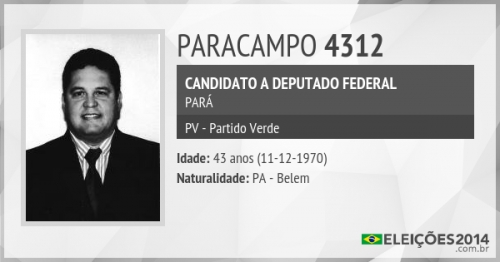 PARACAMPO 4312
CANDIDATO A DEPUTADO FEDERAL
PARÁ
PV - Partido Verde
Idade: 43 anos (11-12-1970)
Naturalidade: PA - Belem
ELEIÇÕES2014
.com.br